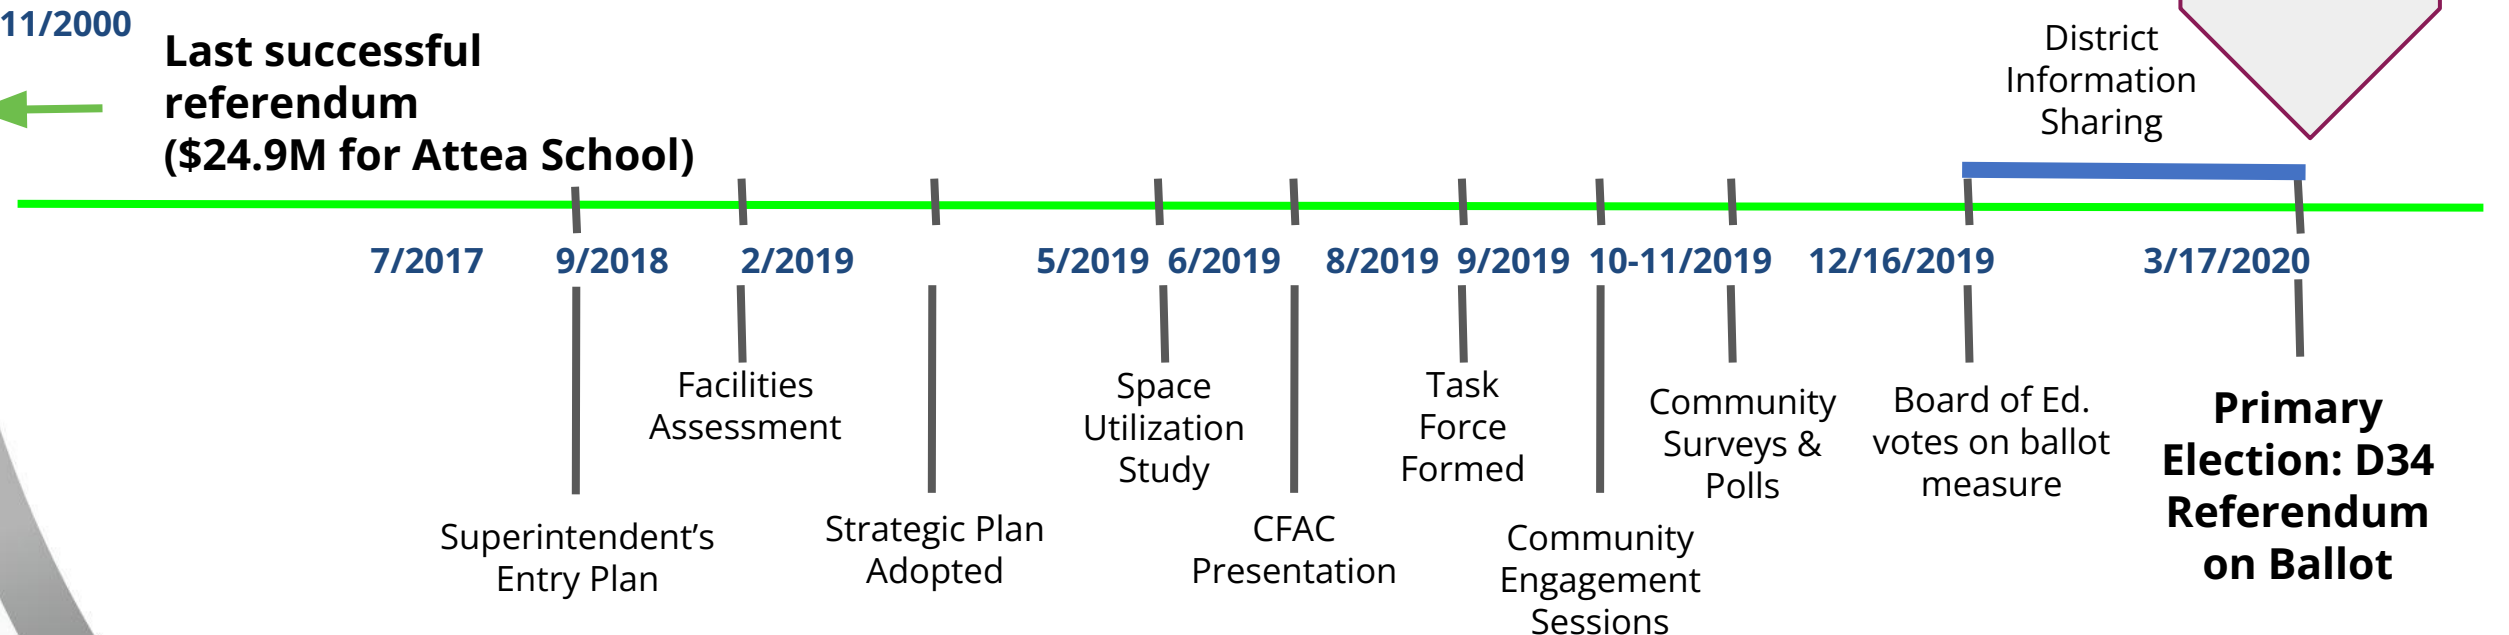 11/2000
Last successful
referendum
($24.9M for Attea School)
District
Information
Sharing
7/2017 9/2018 2/2019 5/2019 6/2019 8/2019 9/2019 10-11/2019 12/16/2019 3/17/2020
Superintendent’s
Entry Plan
Facilities
Assessment
Strategic Plan
Adopted
Space
Utilization
Study
CFAC
Presentation
Task
Force
Formed
Community
Engagement
Sessions
Community
Surveys &
Polls
Board of Ed.
votes on ballot
measure
Primary
Election: D34
Referendum
on Ballot